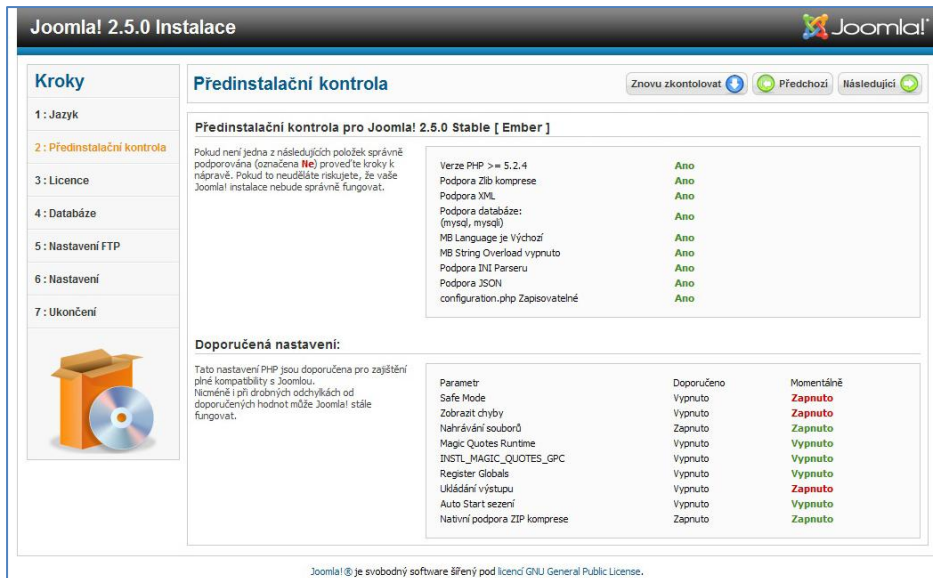 Joomla! 2.5.0 Instalace
Joomla!
Kroky
1 : Jazyk
2 : Předinstalační kontrola
3 : Licence
4 : Databáze
5 : Nastavení FTP
6 : Nastavení
7 : Ukončení
Předinstalační kontrola
Znovu zkontolovat
Předchozí
Následující
Předinstalační kontrola pro Joomla! 2.5.0 Stable [ Ember ]
Pokud není jedna z následujících položek správně
podporována (označena Ne) proveďte kroky k
nápravě. Pokud to neuděláte riskujete, že vaše
Joomla! instalace nebude správně fungovat.
Verze PHP >= 5.2.4 Ano
Podpora Zlib komprese Ano
Podpora XML Ano
Podpora databáze:
(mysql, mysqli) Ano
MB Language je Výchozí Ano
MB String Overload vypnuto Ano
Podpora INI Parseru Ano
Podpora JSON Ano
configuration.php Zapisovatelné Ano
Doporučená nastavení:
Tato nastavení PHP jsou doporučena pro zajištění
plné kompatibility s Joomlou.
Nicméně i při drobných odchylkách od
doporučených hodnot může Joomla! stále
fungovat.
Parametr Doporučeno Momentálně
Safe Mode Vypnuto Zapnuto
Zobrazit chyby Vypnuto Zapnuto
Nahrávání souborů Zapnuto Zapnuto
Magic Quotes Runtime Vypnuto Vypnuto
INSTL_MAGIC_QUOTES_GPC Vypnuto Vypnuto
Register Globals Vypnuto Vypnuto
Ukládání výstupu Vypnuto Zapnuto
Auto Start sezení Vypnuto Vypnuto
Nativní podpora ZIP komprese Zapnuto Zapnuto
Joomla!® je svobodný software šířený pod licencí GNU General Public License.